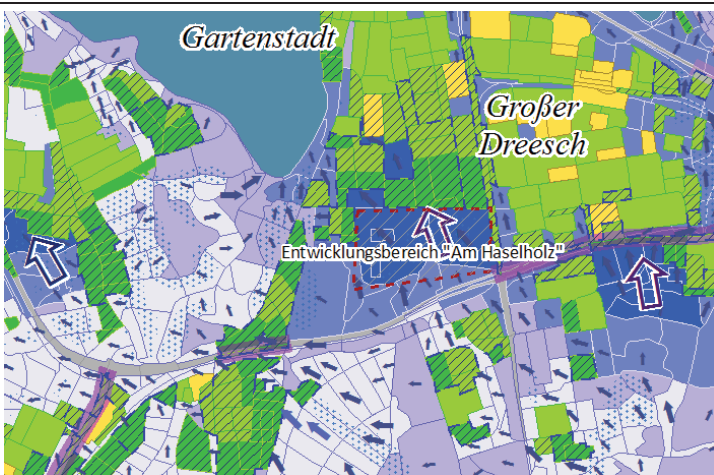 Gartenstadt
Großer
Dreesch
Entwicklungsbereich "Am Haselholz"